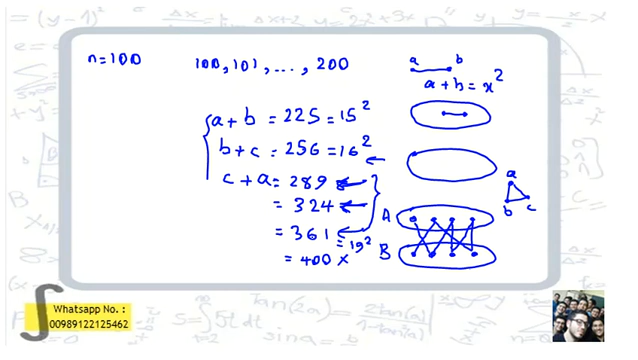 n=100
100, 101, ..., 200
a b
a+b = x²
a+b = 225 = 15²
b+c = 256 = 16²
c+a = 289
= 324
= 361
= 19²
= 400 ×
a
b c
A
B
Whatsapp No. :
00989122125462